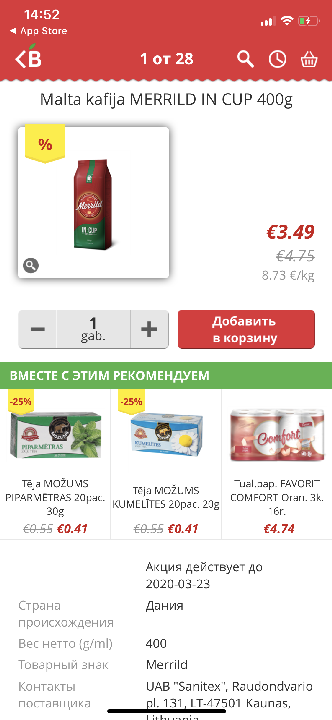 14:52
◂ App Store
B
1 от 28
Malta kafija MERRILD IN CUP 400g
%
Merrild
IN CUP
€3.49
€4.75
8.73 €/kg
1
gab.
Добавить
в корзину
ВМЕСТЕ С ЭТИМ РЕКОМЕНДУЕМ
-25%
-25%
PIPARMĒTRAS
KUMELĪTES
Comfort
Tēja MOŽUMS
PIPARMĒTRAS 20pac.
30g
€0.55 €0.41
Tēja MOŽUMS
KUMELĪTES 20pac. 20g
€0.55 €0.41
Tual.pap. FAVORIT
COMFORT Oran. 3k.
16r.
€4.74
Акция действует до
2020-03-23
Страна
происхождения
Дания
Вес нетто (g/ml)
400
Товарный знак
Merrild
Контакты
поставщика
UAB "Sanitex", Raudondvario
pl. 131, LT-47501 Kaunas,